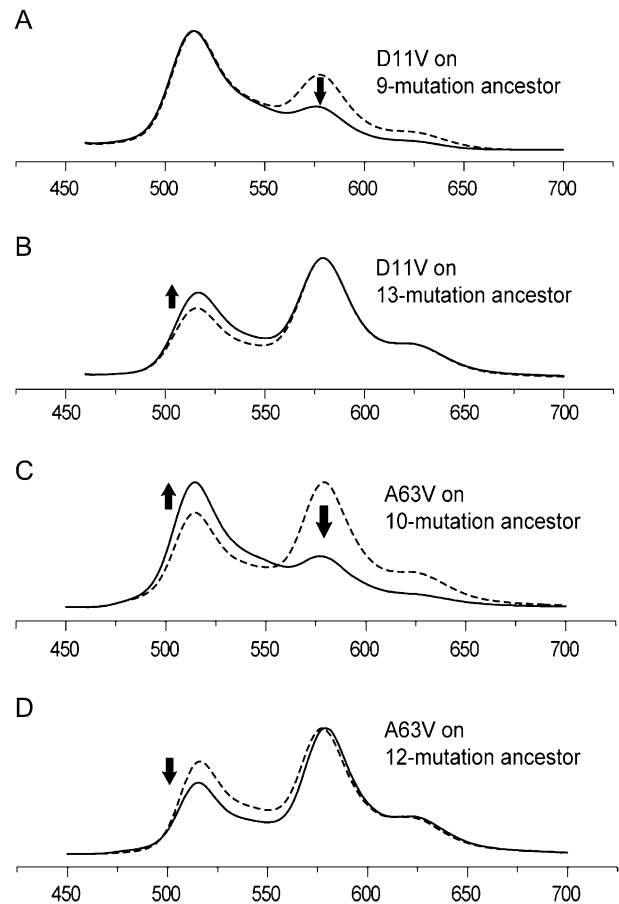 A
D11V on
9-mutation ancestor
450 500 550 600 650 700
B
D11V on
13-mutation ancestor
450 500 550 600 650 700
C
A63V on
10-mutation ancestor
450 500 550 600 650 700
D
A63V on
12-mutation ancestor
450 500 550 600 650 700